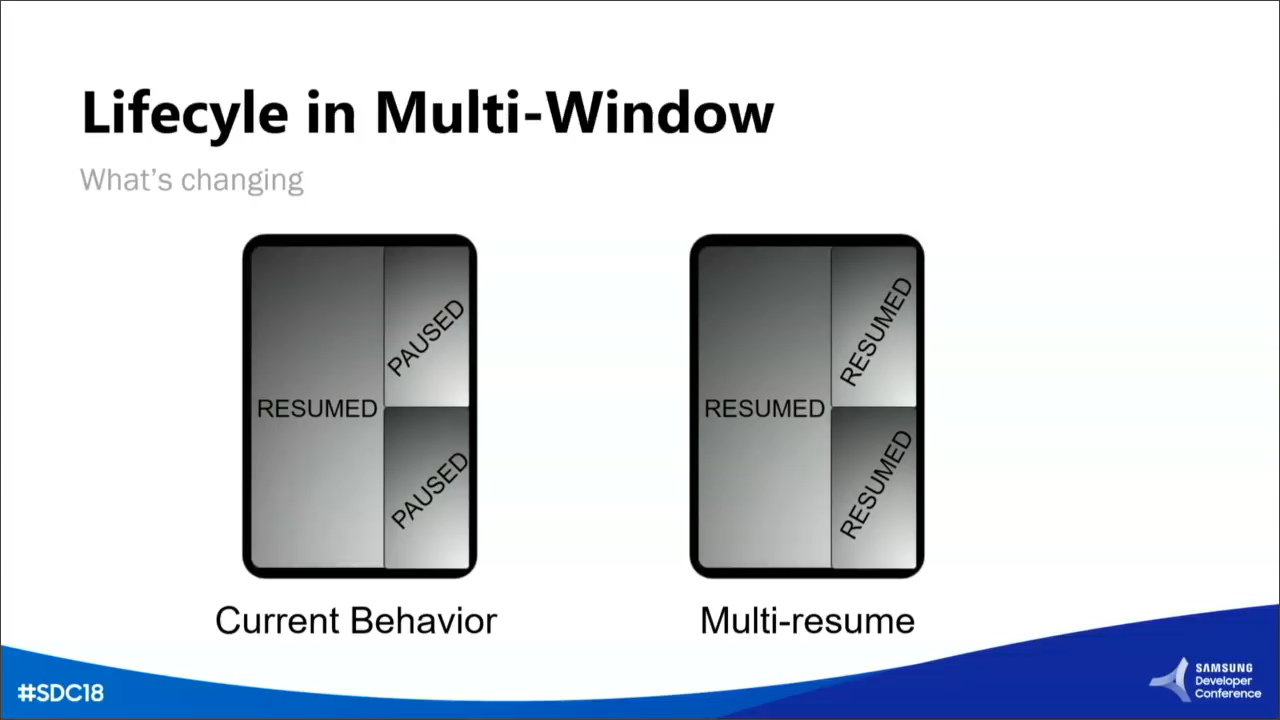 Lifecyle in Multi-Window
What's changing
RESUMED
PAUSED
PAUSED
Current Behavior
RESUMED
RESUMED
RESUMED
Multi-resume
#SDC18
SAMSUNG
Developer
Conference